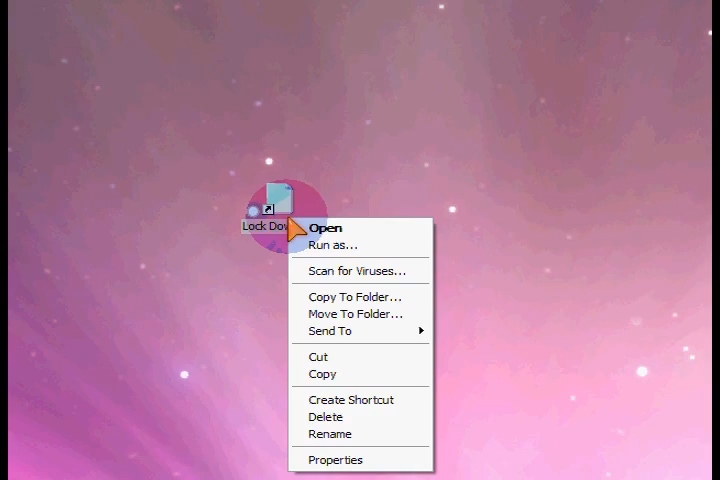 Lock Dow
Open
Run as...
Scan for Viruses...
Copy To Folder...
Move To Folder...
Send To
Cut
Copy
Create Shortcut
Delete
Rename
Properties